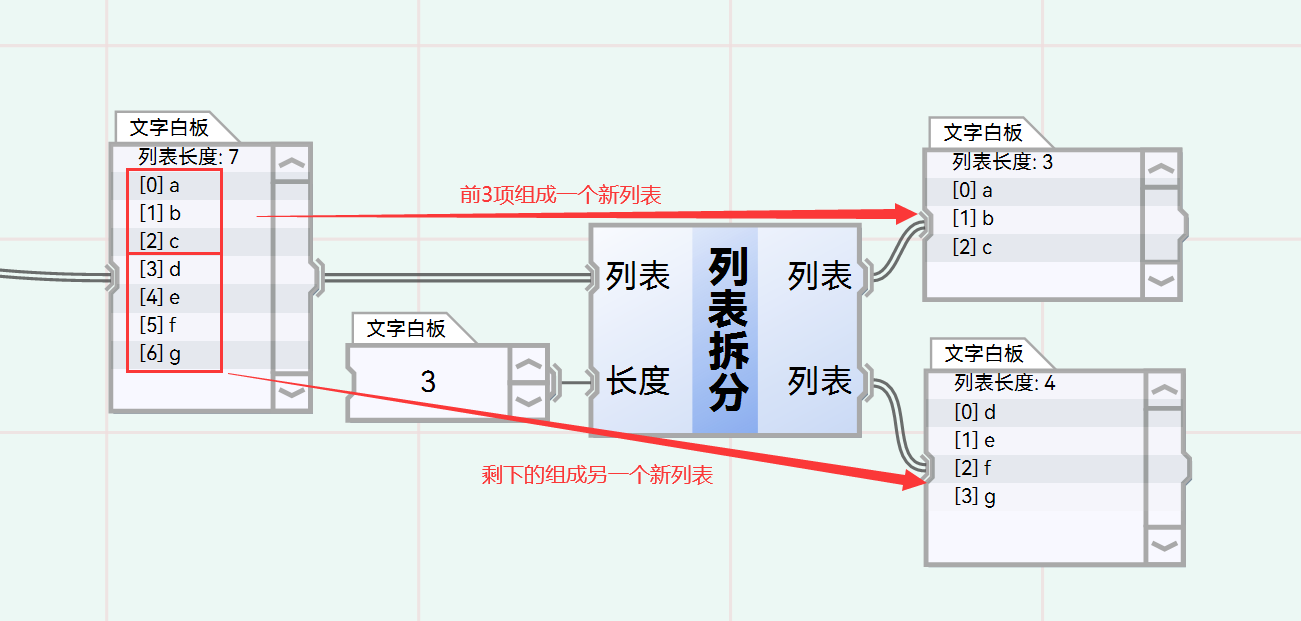 文字白板
列表长度: 7
[0] a
[1] b
[2] c
[3] d
[4] e
[5] f
[6] g
前3项组成一个新列表
文字白板
3
列表
长度
列表拆分
列表
列表
剩下的组成另一个新列表
文字白板
列表长度: 3
[0] a
[1] b
[2] c
文字白板
列表长度: 4
[0] d
[1] e
[2] f
[3] g